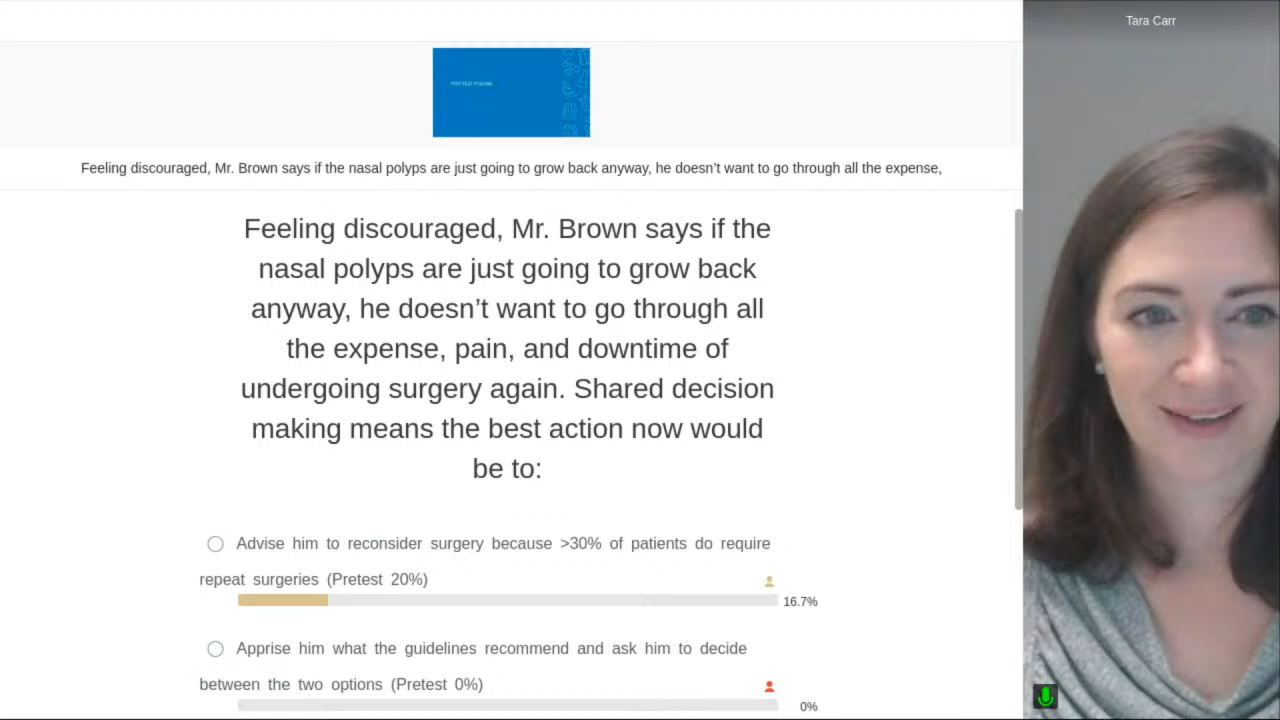 Tara Carr
POSTTEST POLLING
Feeling discouraged, Mr. Brown says if the nasal polyps are just going to grow back anyway, he doesn’t want to go through all the expense,
Feeling discouraged, Mr. Brown says if the
nasal polyps are just going to grow back
anyway, he doesn’t want to go through all
the expense, pain, and downtime of
undergoing surgery again. Shared decision
making means the best action now would
be to:
Advise him to reconsider surgery because >30% of patients do require
repeat surgeries (Pretest 20%)
16.7%
Apprise him what the guidelines recommend and ask him to decide
between the two options (Pretest 0%)
0%